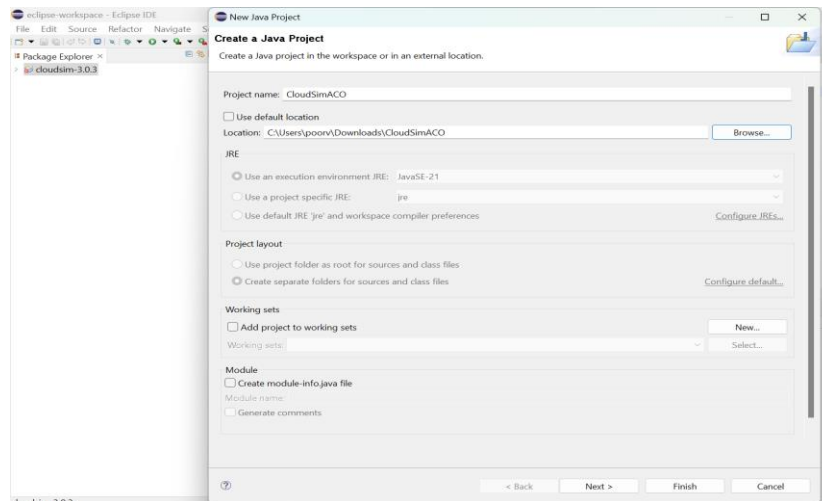 eclipse-workspace - Eclipse IDE
File Edit Source Refactor Navigate S
Package Explorer ×
cloudsim-3.0.3
New Java Project
Create a Java Project
Create a Java project in the workspace or in an external location.
Project name: CloudSimACO
Use default location
Location: C:\Users\poorv\Downloads\CloudSimACO Browse...
JRE
Use an execution environment JRE: JavaSE-21
Use a project specific JRE: jre
Use default JRE 'jre' and workspace compiler preferences Configure JREs...
Project layout
Use project folder as root for sources and class files
Create separate folders for sources and class files Configure default...
Working sets
Add project to working sets New...
Working sets: Select...
Module
Create module-info.java file
Module name:
Generate comments
< Back Next > Finish Cancel